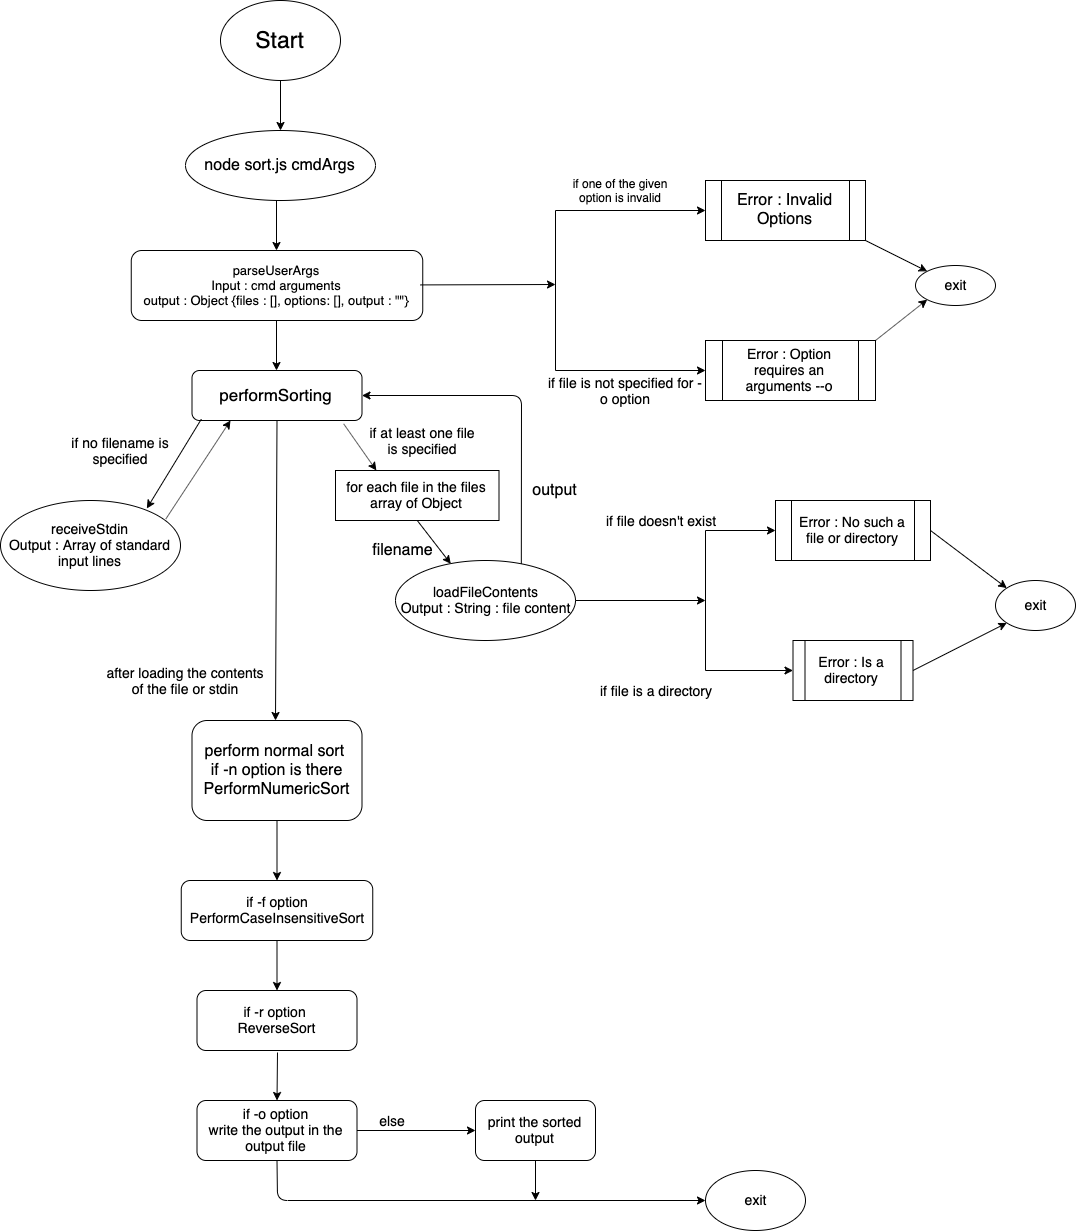 Start
node sort.js cmdArgs
if one of the given
option is invalid
Error : Invalid
Options
parseUserArgs
Input : cmd arguments
output : Object {files : [], options: [], output : ""}
exit
Error : Option
requires an
arguments --o
if file is not specified for -
o option
performSorting
if no filename is
specified
if at least one file
is specified
for each file in the files
array of Object
output
receiveStdin
Output : Array of standard
input lines
filename
loadFileContents
Output : String : file content
if file doesn't exist
Error : No such a
file or directory
exit
Error : Is a
directory
if file is a directory
after loading the contents
of the file or stdin
perform normal sort
if -n option is there
PerformNumericSort
if -f option
PerformCaseInsensitiveSort
if -r option
ReverseSort
if -o option
write the output in the
output file
else
print the sorted
output
exit